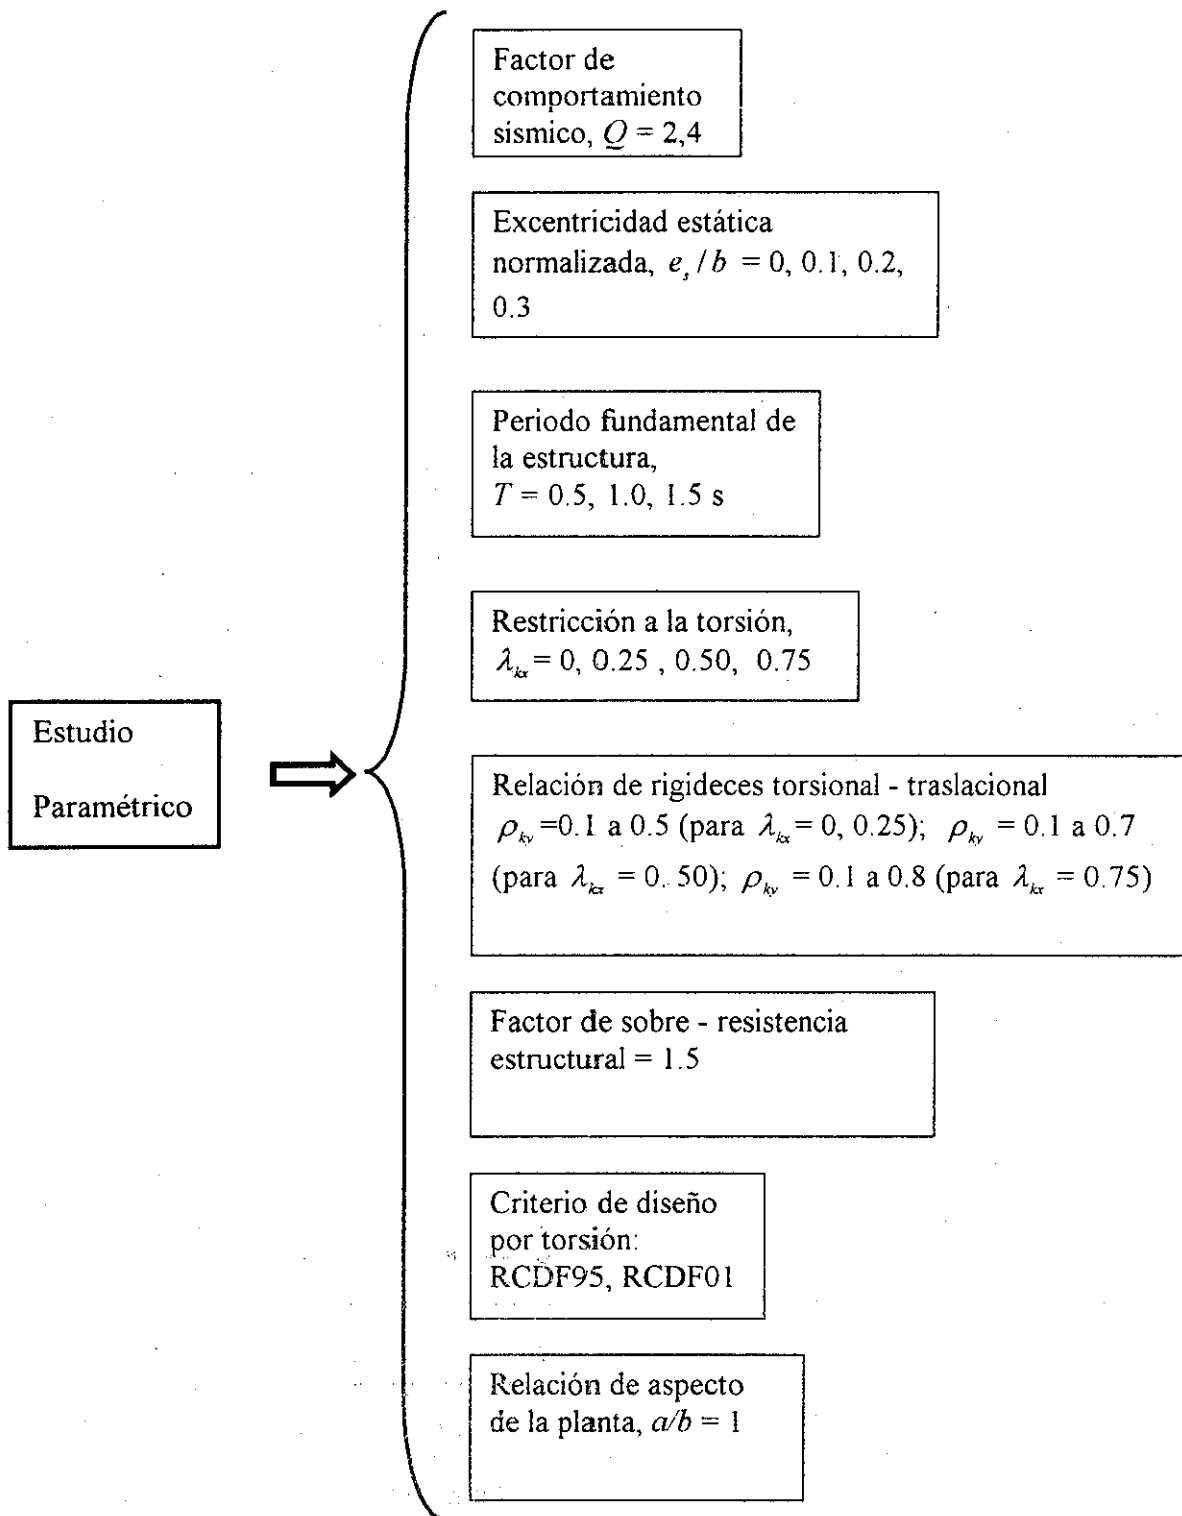 Factor de
comportamiento
sísmico, Q = 2,4
Excentricidad estática
normalizada, e_s / b = 0, 0.1, 0.2,
0.3
Periodo fundamental de
la estructura,
T = 0.5, 1.0, 1.5 s
Restricción a la torsión,
λ_kx = 0, 0.25 , 0.50, 0.75
Estudio
Paramétrico
Relación de rigideces torsional - traslacional
ρ_ky =0.1 a 0.5 (para λ_kx = 0, 0.25); ρ_ky = 0.1 a 0.7
(para λ_kx = 0. 50); ρ_ky = 0.1 a 0.8 (para λ_kx = 0.75)
Factor de sobre - resistencia
estructural = 1.5
Criterio de diseño
por torsión:
RCDF95, RCDF01
Relación de aspecto
de la planta, a/b = 1